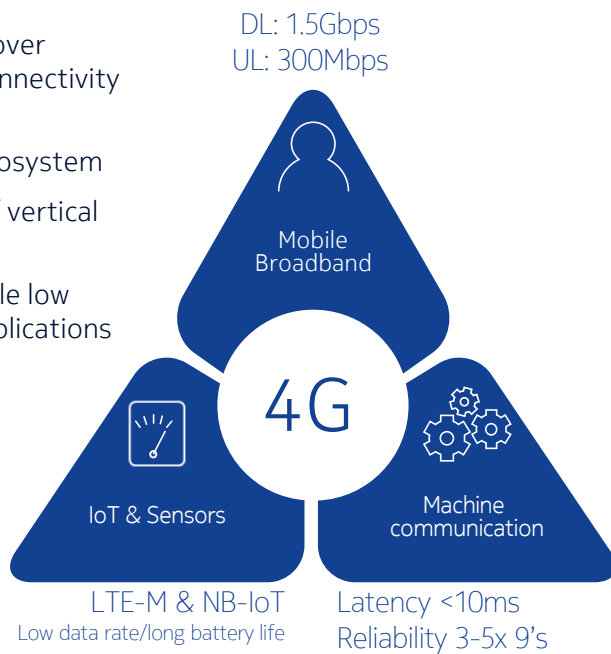 over
nnectivity
osystem
vertical
le low
plications
DL: 1.5Gbps
UL: 300Mbps
Mobile
Broadband
4G
IoT & Sensors
Machine
communication
LTE-M & NB-IoT
Low data rate/long battery life
Latency <10ms
Reliability 3-5x 9’s